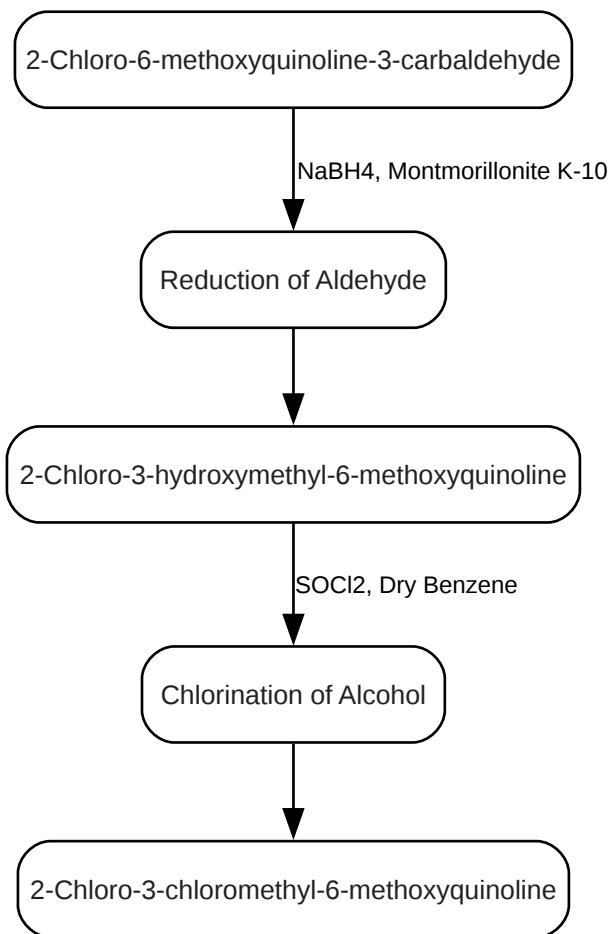 2-Chloro-6-methoxyquinoline-3-carbaldehyde
NaBH4, Montmorillonite K-10
Reduction of Aldehyde
2-Chloro-3-hydroxymethyl-6-methoxyquinoline
SOCl2, Dry Benzene
Chlorination of Alcohol
2-Chloro-3-chloromethyl-6-methoxyquinoline